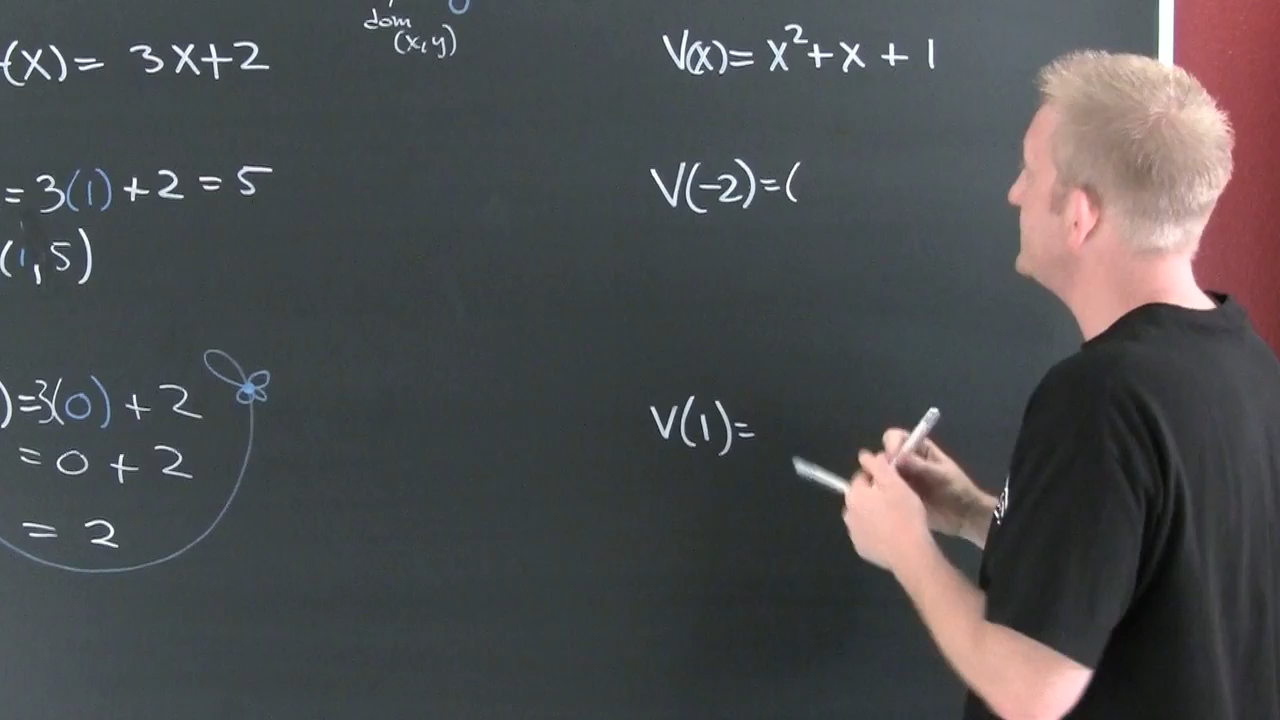 dom
(x,y)
(x) = 3x+2
= 3(1) + 2 = 5
(1,5)
)=3(0) + 2
= 0 + 2
= 2
V(x)= x²+x+1
V(-2)=(
V(1)=